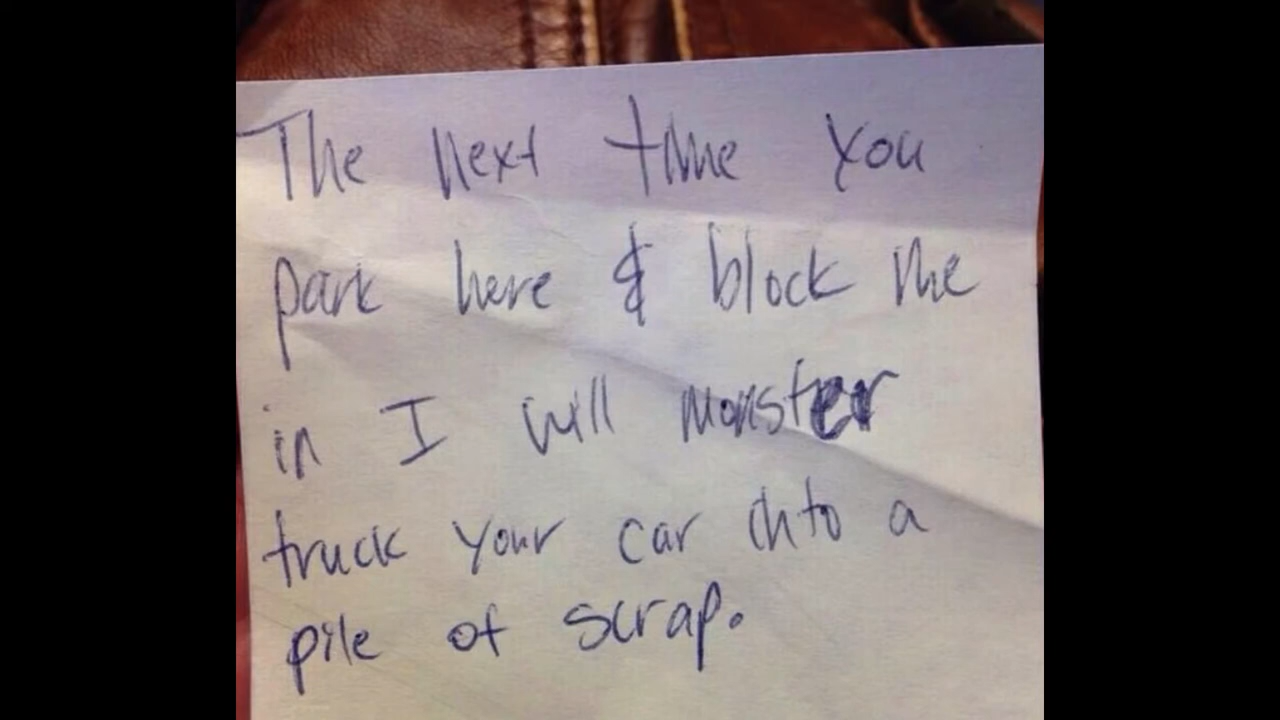 The next time you
park here & block me
in I will monster
truck your car into a
pile of scrap.